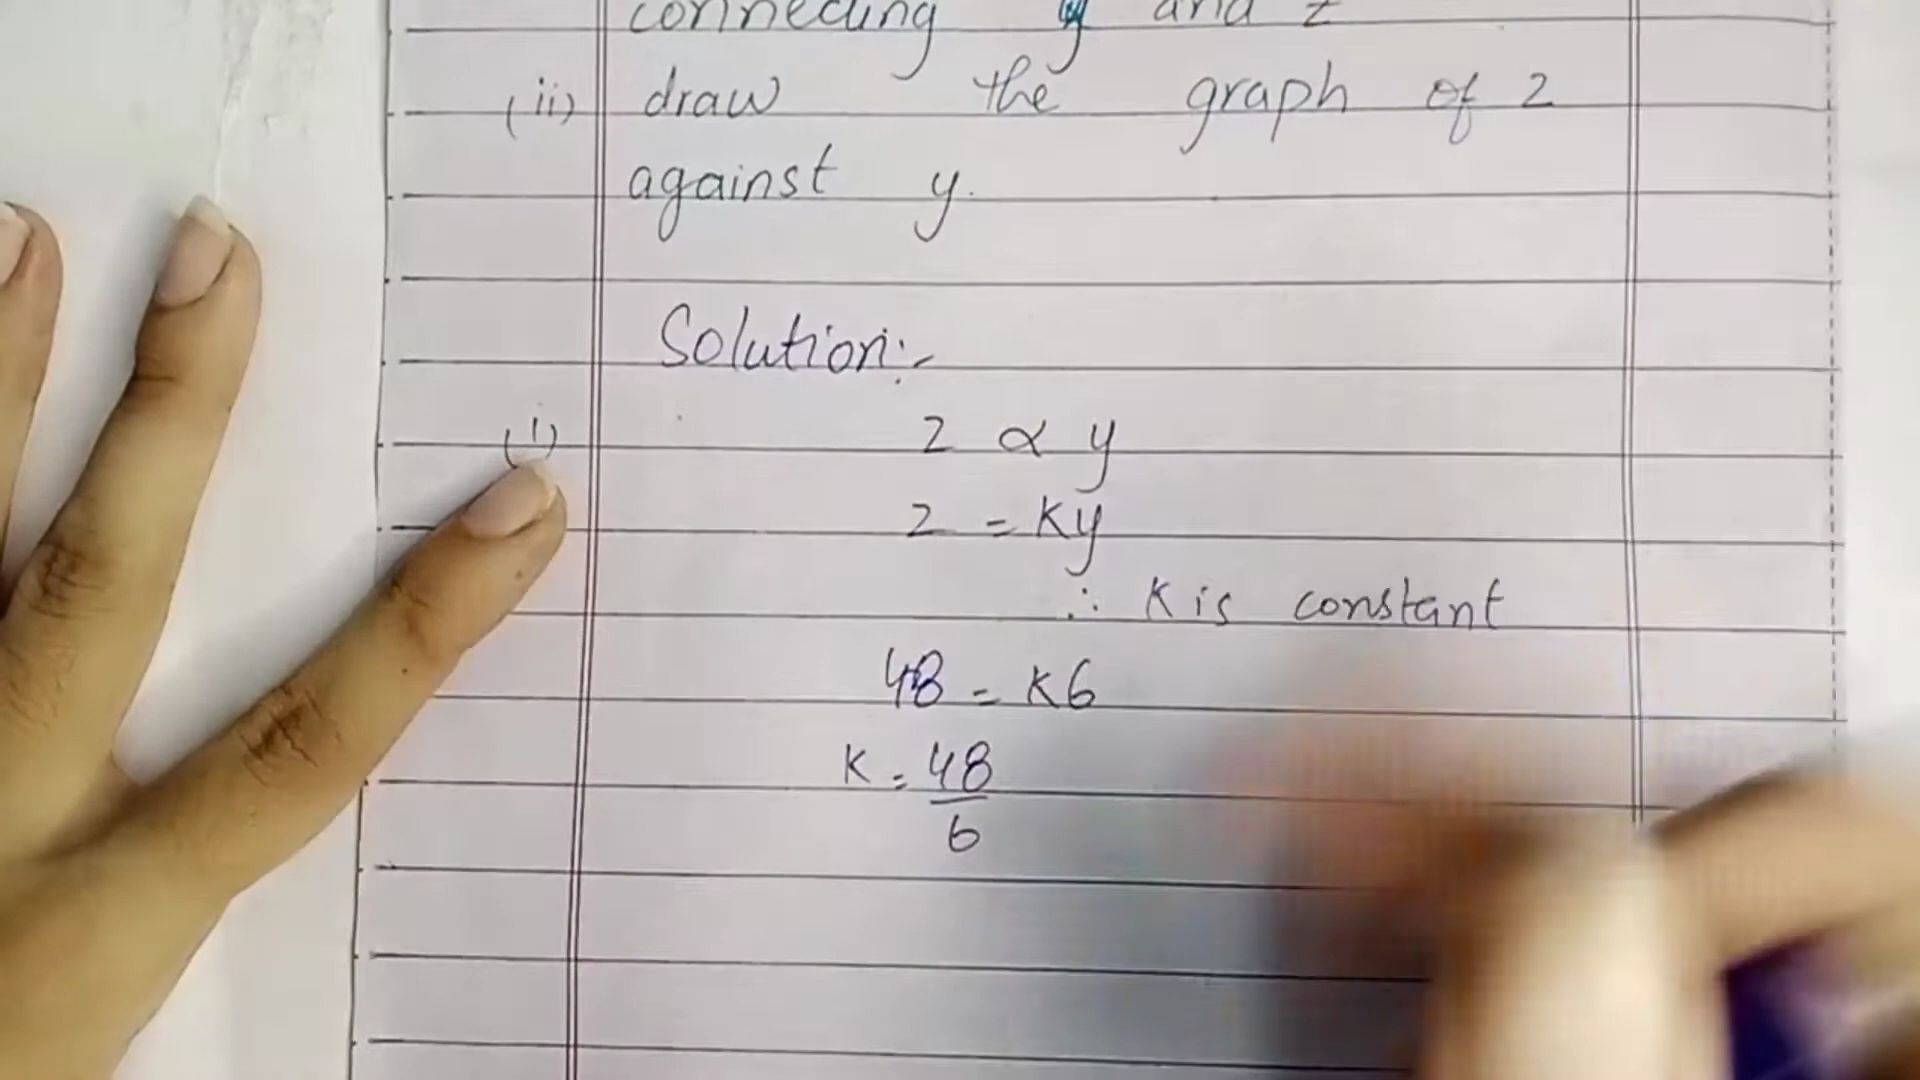 connecting y and z
(ii) draw the graph of z
against y.
Solution:-
(i) z ∝ y
z = Ky
∴ K is constant
48 = K6
K = 48/6